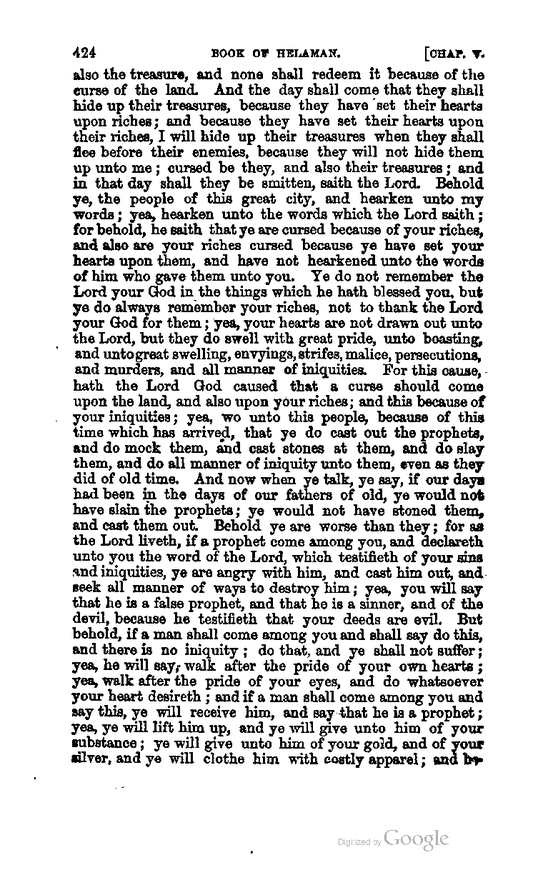 424 BOOK OF HELAMAN. [CHAP. V.
also the treasure, and none shall redeem it because of the
curse of the land. And the day shall come that they shall
hide up their treasures, because they have set their hearts
upon riches; and because they have set their hearts upon
their riches, I will hide up their treasures when they shall
flee before their enemies, because they will not hide them
up unto me; cursed be they, and also their treasures; and
in that day shall they be smitten, saith the Lord. Behold
ye, the people of this great city, and hearken unto my
words; yea, hearken unto the words which the Lord saith;
for behold, he saith that ye are cursed because of your riches,
and also are your riches cursed because ye have set your
hearts upon them, and have not hearkened unto the words
of him who gave them unto you. Ye do not remember the
Lord your God in the things which he hath blessed you, but
ye do always remember your riches, not to thank the Lord
your God for them; yea, your hearts are not drawn out unto
the Lord, but they do swell with great pride, unto boasting,
and unto great swelling, envyings, strifes, malice, persecutions,
and murders, and all manner of iniquities. For this cause,
hath the Lord God caused that a curse should come
upon the land, and also upon your riches; and this because of
your iniquities; yea, wo unto this people, because of this
time which has arrived, that ye do cast out the prophets,
and do mock them, and cast stones at them, and do slay
them, and do all manner of iniquity unto them, even as they
did of old time. And now when ye talk, ye say, if our days
had been in the days of our fathers of old, ye would not
have slain the prophets; ye would not have stoned them,
and cast them out. Behold ye are worse than they; for as
the Lord liveth, if a prophet come among you, and declareth
unto you the word of the Lord, which testifieth of your sins
and iniquities, ye are angry with him, and cast him out, and
seek all manner of ways to destroy him; yea, you will say
that he is a false prophet, and that he is a sinner, and of the
devil, because he testifieth that your deeds are evil. But
behold, if a man shall come among you and shall say do this,
and there is no iniquity; do that, and ye shall not suffer;
yea, he will say, walk after the pride of your own hearts;
yea, walk after the pride of your eyes, and do whatsoever
your heart desireth; and if a man shall come among you and
say this, ye will receive him, and say that he is a prophet;
yea, ye will lift him up, and ye will give unto him of your
substance; ye will give unto him of your gold, and of your
silver, and ye will clothe him with costly apparel; and be-
Digitized by Google